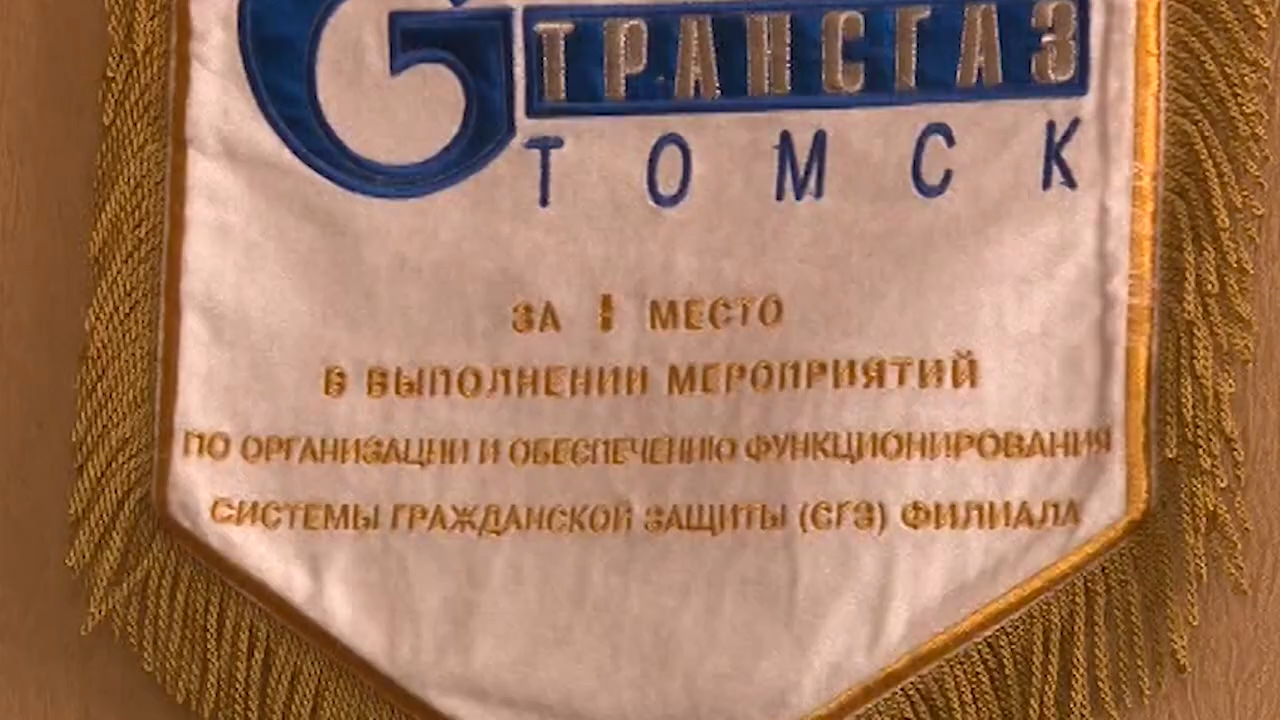 ТРАНСГАЗ
ТОМСК
ЗА I МЕСТО
В ВЫПОЛНЕНИИ МЕРОПРИЯТИЙ
ПО ОРГАНИЗАЦИИ И ОБЕСПЕЧЕНИЮ ФУНКЦИОНИРОВАНИЯ
СИСТЕМЫ ГРАЖДАНСКОЙ ЗАЩИТЫ (СГЗ) ФИЛИАЛА